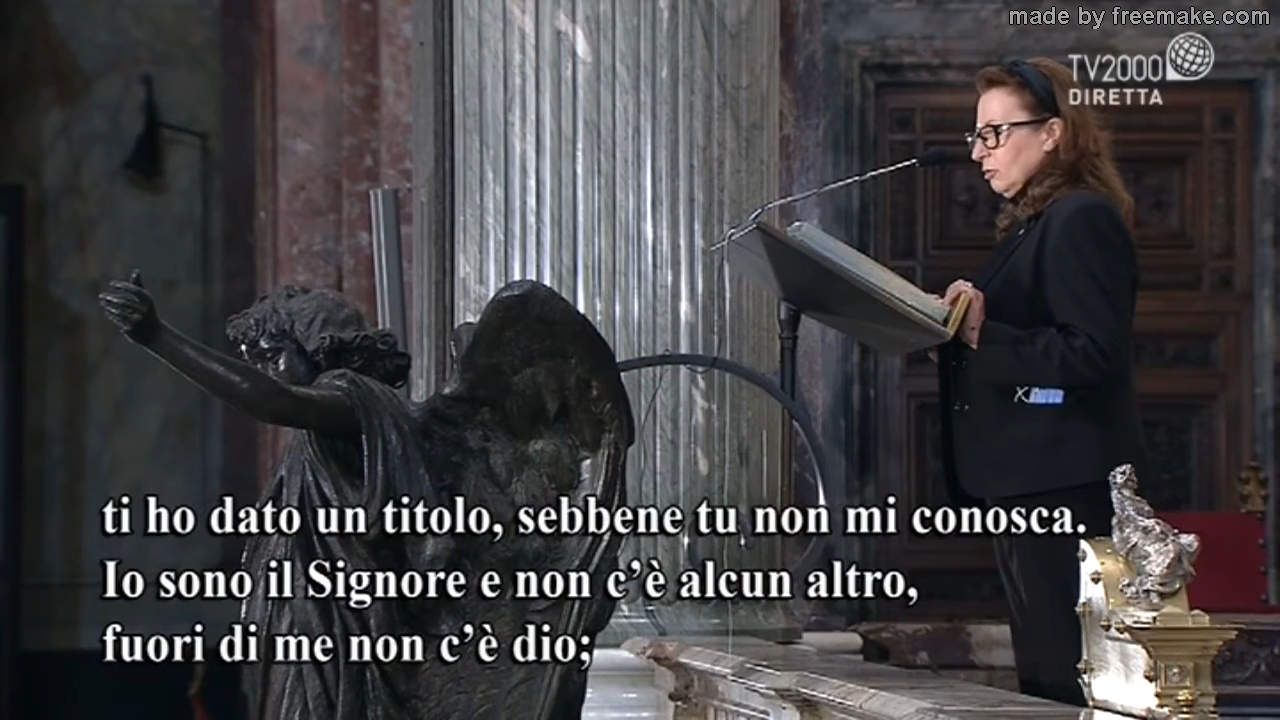 made by freemake.com
TV2000
DIRETTA
ti ho dato un titolo, sebbene tu non mi conosca.
Io sono il Signore e non c'è alcun altro,
fuori di me non c'è dio;